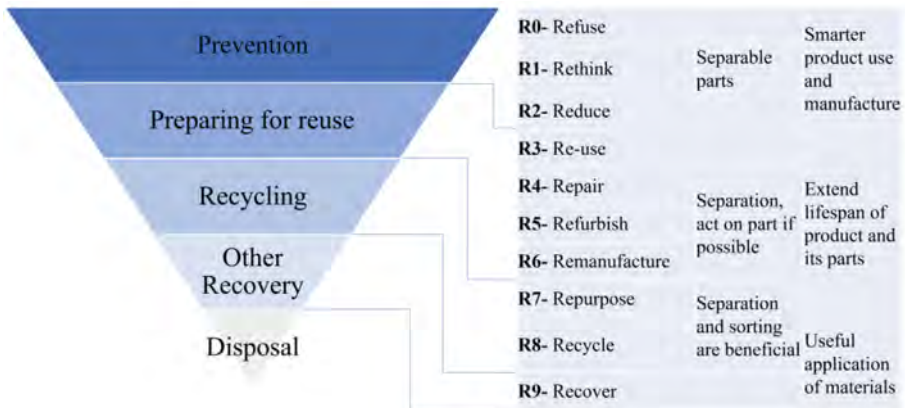 Prevention
Preparing for reuse
Recycling
Other
Recovery
Disposal
R0- Refuse
R1- Rethink
R2- Reduce
R3- Re-use
R4- Repair
R5- Refurbish
R6- Remanufacture
R7- Repurpose
R8- Recycle
R9- Recover
Separable
parts
Separation,
act on part if
possible
Separation
and sorting
are beneficial
Smarter
product use
and
manufacture
Extend
lifespan of
product and
its parts
Useful
application
of materials